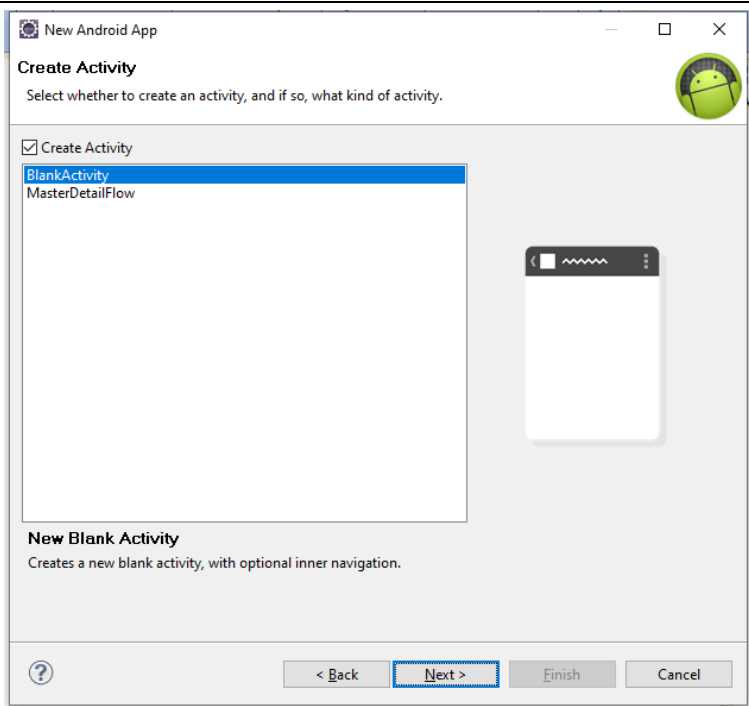 New Android App
Create Activity
Select whether to create an activity, and if so, what kind of activity.
Create Activity
BlankActivity
MasterDetailFlow
New Blank Activity
Creates a new blank activity, with optional inner navigation.
?
< Back
Next >
Finish
Cancel